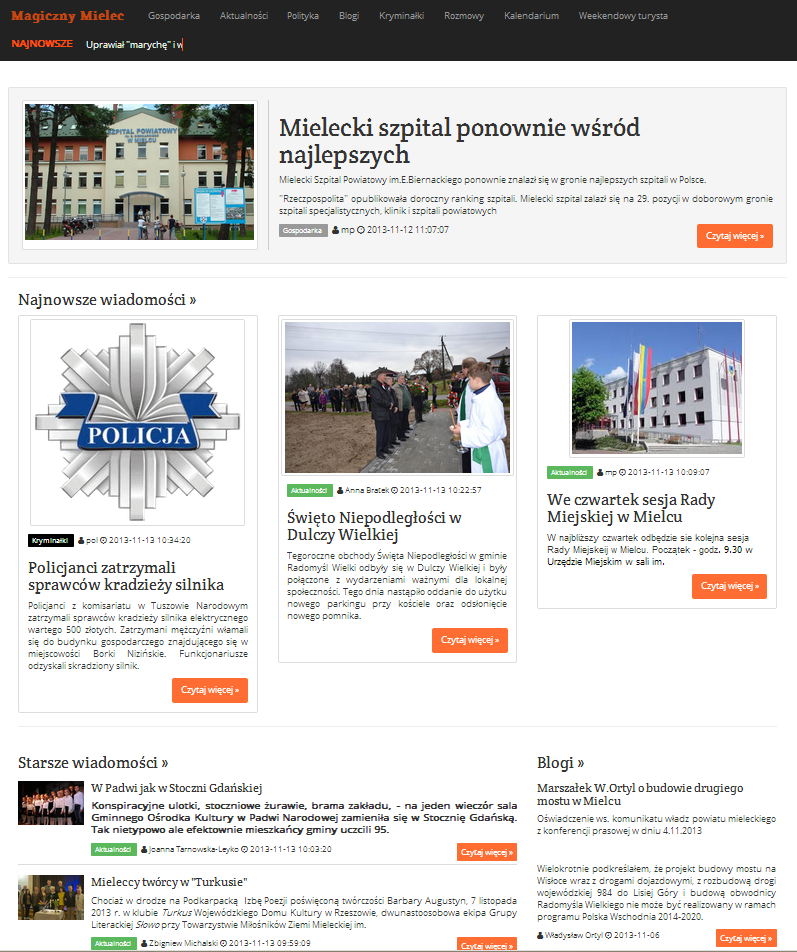 Magiczny Mielec
Gospodarka Aktualności Polityka Blogi Kryminałki Rozmowy Kalendarium Weekendowy turysta
NAJNOWSZE Uprawiał "marychę" i w
SZPITAL POWIATOWY
W MIELCU
Mielecki szpital ponownie wśród
najlepszych
Mielecki Szpital Powiatowy im.E.Biernackiego ponownie znalazł się w gronie najlepszych szpitali w Polsce.
"Rzeczpospolita" opublikowała doroczny ranking szpitali. Mielecki szpital zalazł się na 29. pozycji w doborowym gronie
szpitali specjalistycznych, klinik i szpitali powiatowych
Gospodarka mp 2013-11-12 11:07:07
Czytaj więcej »
Najnowsze wiadomości »
POLICJA
Kryminałki pol 2013-11-13 10:34:20
Policjanci zatrzymali
sprawców kradzieży silnika
Policjanci z komisariatu w Tuszowie Narodowym
zatrzymali sprawców kradzieży silnika elektrycznego
wartego 500 złotych. Zatrzymani mężczyźni włamali
się do budynku gospodarczego znajdującego się w
miejscowości Borki Nizińskie. Funkcjonariusze
odzyskali skradziony silnik.
Czytaj więcej »
Aktualności Anna Bratek 2013-11-13 10:22:57
Święto Niepodległości w
Dulczy Wielkiej
Tegoroczne obchody Święta Niepodległości w gminie
Radomyśl Wielki odbyły się w Dulczy Wielkiej i były
połączone z wydarzeniami ważnymi dla lokalnej
społeczności. Tego dnia nastąpiło oddanie do użytku
nowego parkingu przy kościele oraz odsłonięcie
nowego pomnika.
Czytaj więcej »
Aktualności mp 2013-11-13 10:09:07
We czwartek sesja Rady
Miejskiej w Mielcu
W najbliższy czwartek odbędzie sie kolejna sesja
Rady Miejskeij w Mielcu. Początek - godz. 9.30 w
Urzędzie Miejskim w sali im.
Czytaj więcej »
Starsze wiadomości »
W Padwi jak w Stoczni Gdańskiej
Konspiracyjne ulotki, stoczniowe żurawie, brama zakładu, - na jeden wieczór sala
Gminnego Ośrodka Kultury w Padwi Narodowej zamieniła się w Stocznię Gdańską.
Tak nietypowo ale efektownie mieszkańcy gminy uczcili 95.
Aktualności Joanna Tarnowska-Leyko 2013-11-13 10:03:20
Czytaj więcej »
Mieleccy twórcy w "Turkusie"
Chociaż w drodze na Podkarpacką Izbę Poezji poświęconą twórczości Barbary Augustyn, 7 listopada
2013 r. w klubie Turkus Wojewódzkiego Domu Kultury w Rzeszowie, dwunastoosobowa ekipa Grupy
Literackiej Słowo przy Towarzystwie Miłośników Ziemi Mieleckiej im.
Aktualności Zbigniew Michalski 2013-11-13 09:59:09
Czytaj więcej »
Blogi »
Marszałek W.Ortyl o budowie drugiego
mostu w Mielcu
Oświadczenie ws. komunikatu władz powiatu mieleckiego
z konferencji prasowej w dniu 4.11.2013
Wielokrotnie podkreślałem, że projekt budowy mostu na
Wisłoce wraz z drogami dojazdowymi, z rozbudową drogi
wojewódzkiej 984 do Lisiej Góry i budową obwodnicy
Radomyśla Wielkiego nie może być realizowany w ramach
programu Polska Wschodnia 2014-2020.
Władysław Ortyl 2013-11-06
Czytaj więcej »